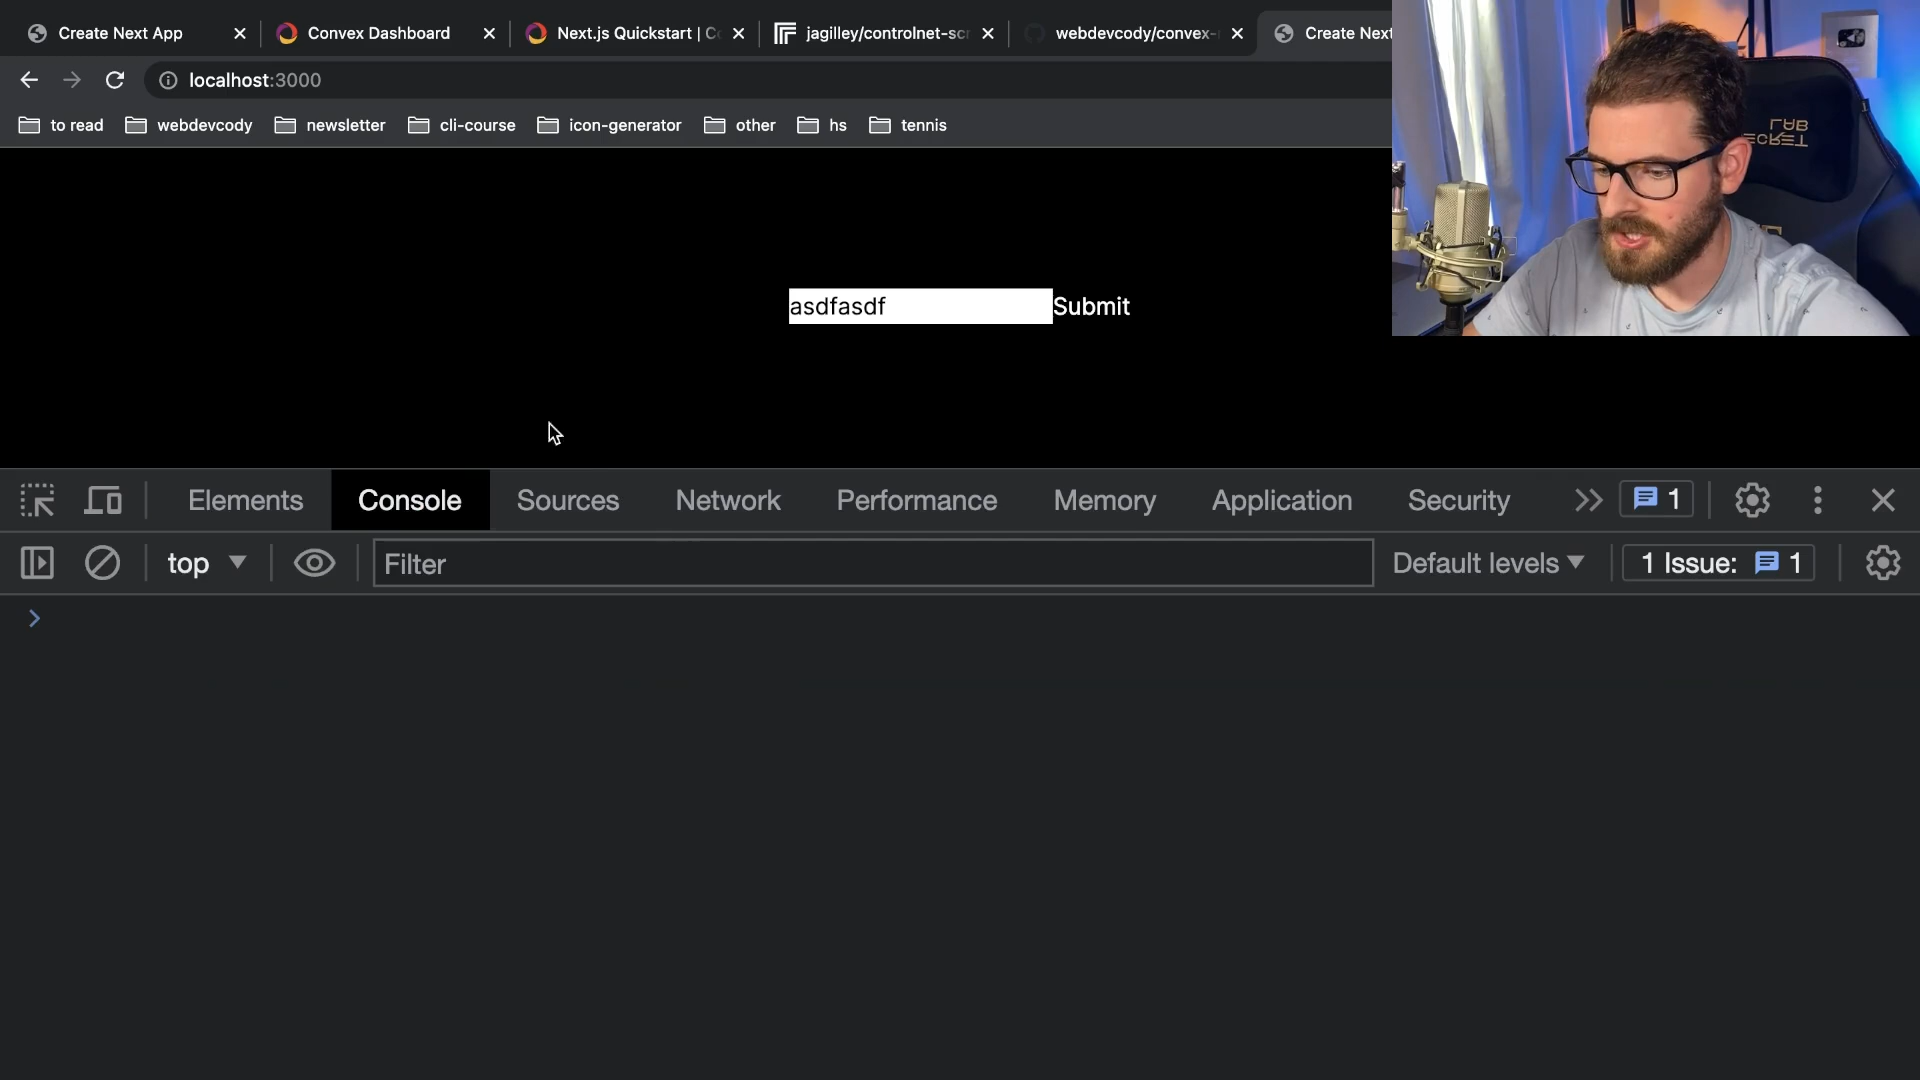 Create Next App
Convex Dashboard
Next.js Quickstart | C
jagilley/controlnet-scr
webdevcody/convex-
Create Next
localhost:3000
to read
webdevcody
newsletter
cli-course
icon-generator
other
hs
tennis
asdfasdf
Submit
Elements
Console
Sources
Network
Performance
Memory
Application
Security
1
top
Filter
Default levels
1 Issue:
1